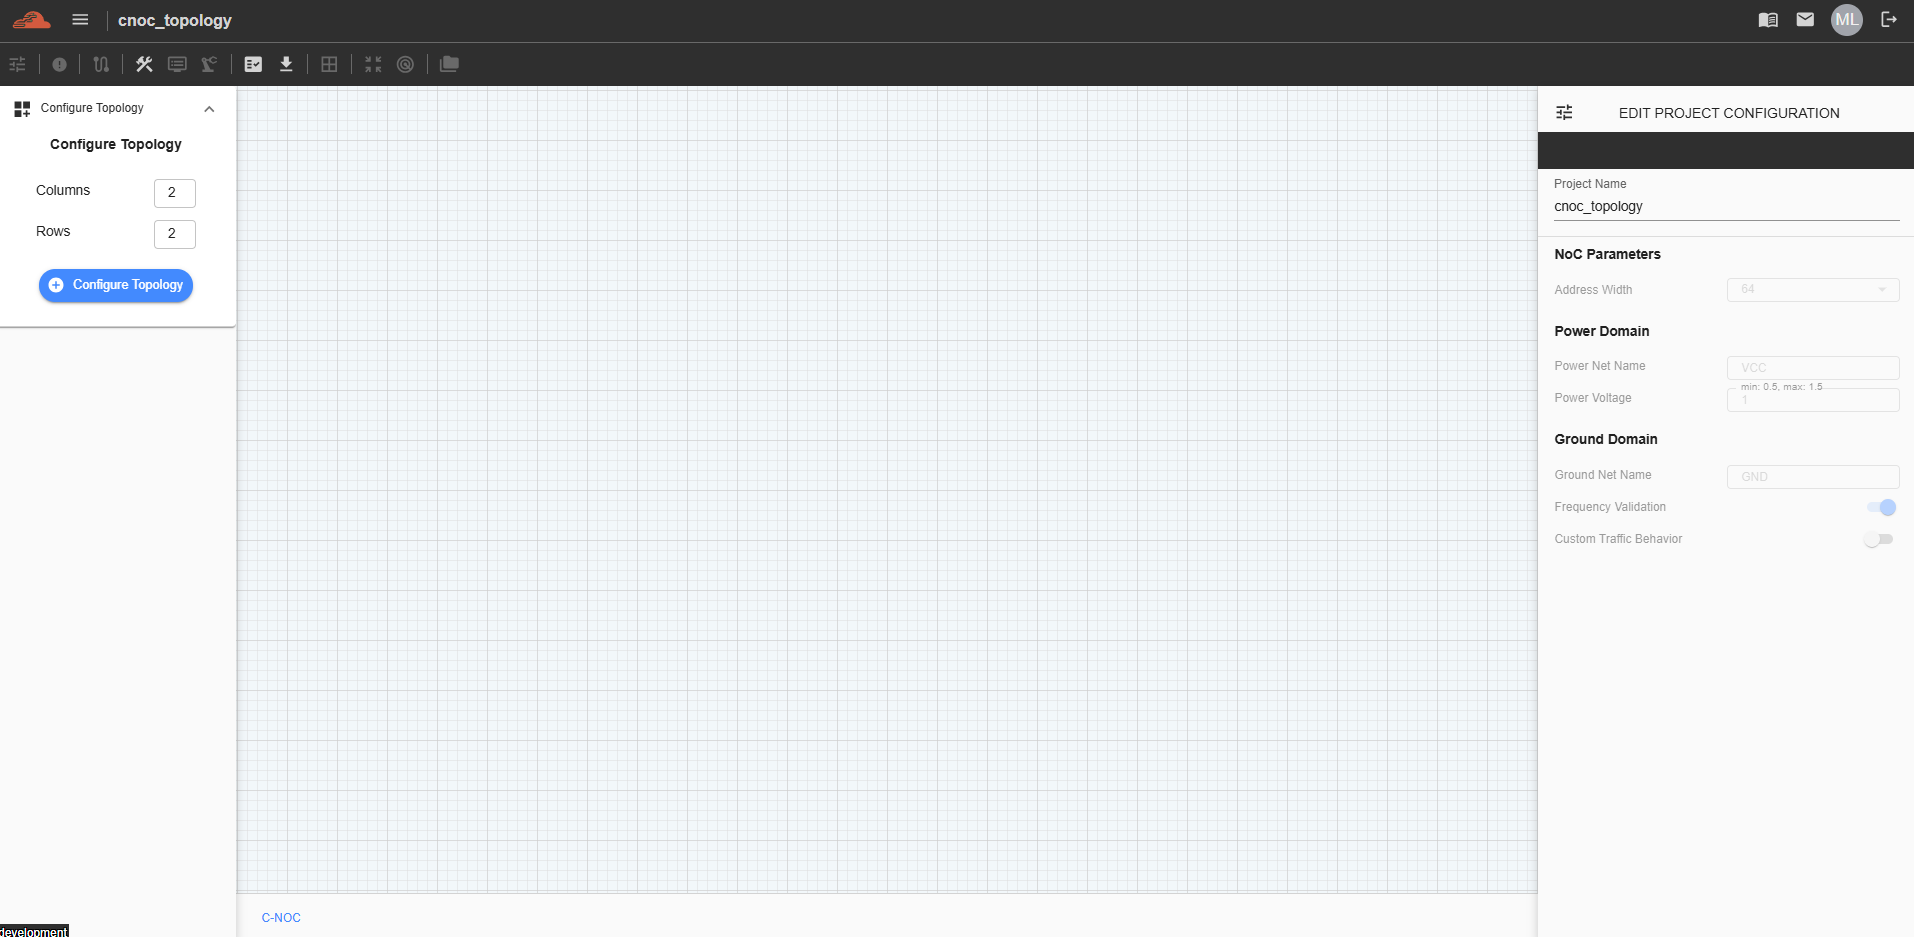 cnoc_topology
ML
Configure Topology
Configure Topology
Columns
2
Rows
2
Configure Topology
EDIT PROJECT CONFIGURATION
Project Name
cnoc_topology
NoC Parameters
Address Width
64
Power Domain
Power Net Name
VCC
min: 0.5, max: 1.5
Power Voltage
1
Ground Domain
Ground Net Name
GND
Frequency Validation
Custom Traffic Behavior
C-NOC
development